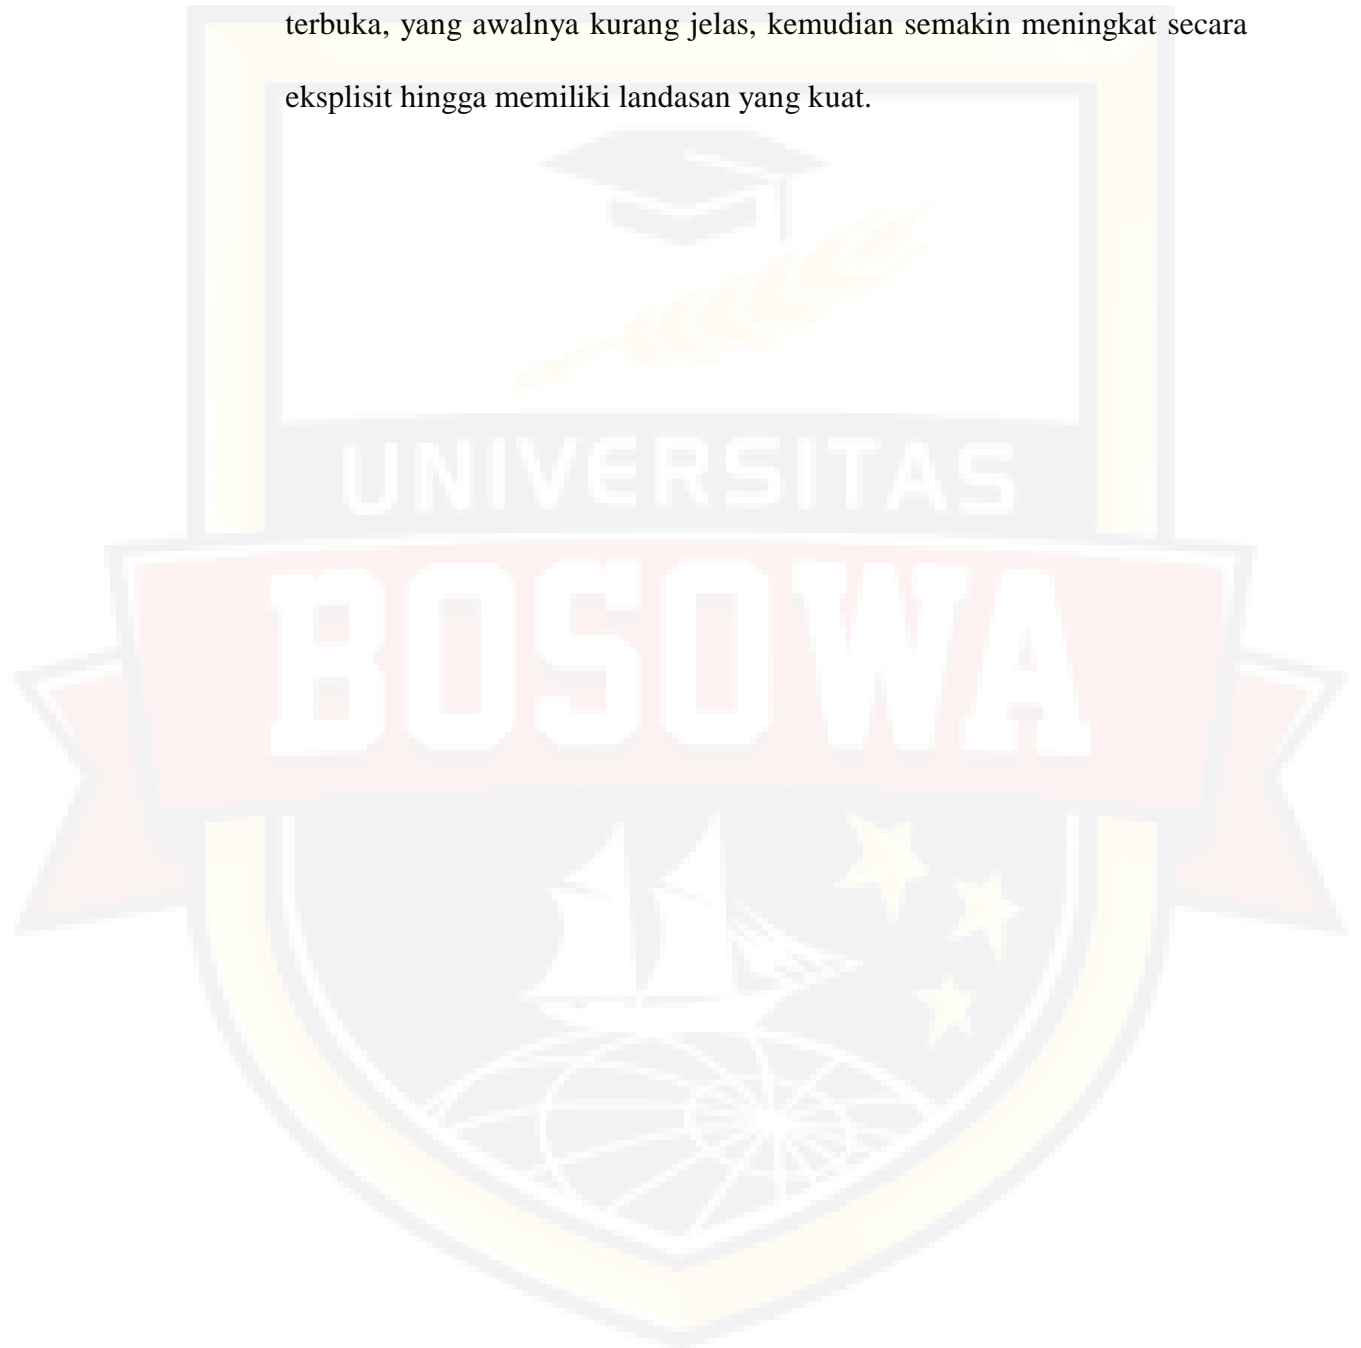 terbuka, yang awalnya kurang jelas, kemudian semakin meningkat secara
eksplisit hingga memiliki landasan yang kuat.
UNIVERSITAS
BOSOWA